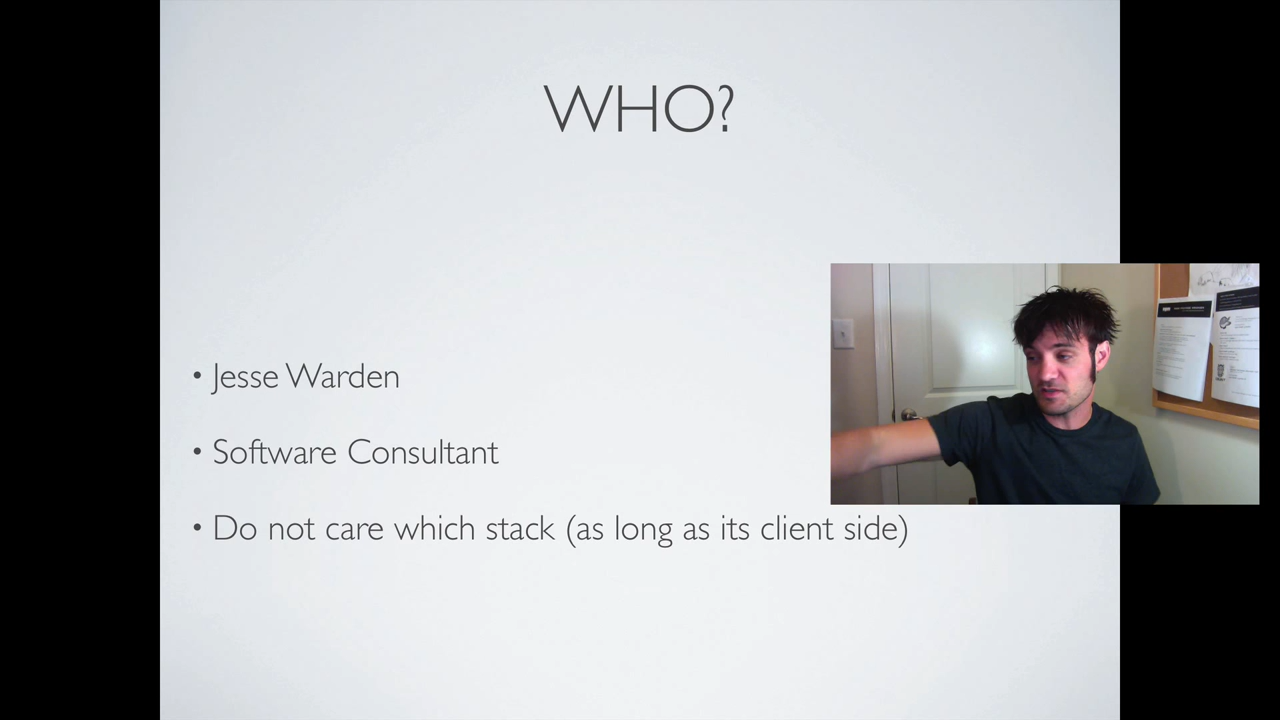 WHO?
• Jesse Warden
• Software Consultant
• Do not care which stack (as long as its client side)